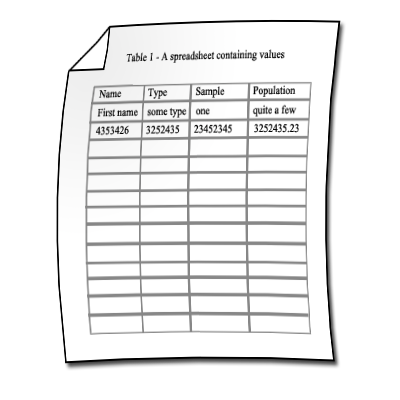 Table 1 - A spreadsheet containing values
Name Type Sample Population
First name some type one quite a few
4353426 3252435 23452345 3252435.23